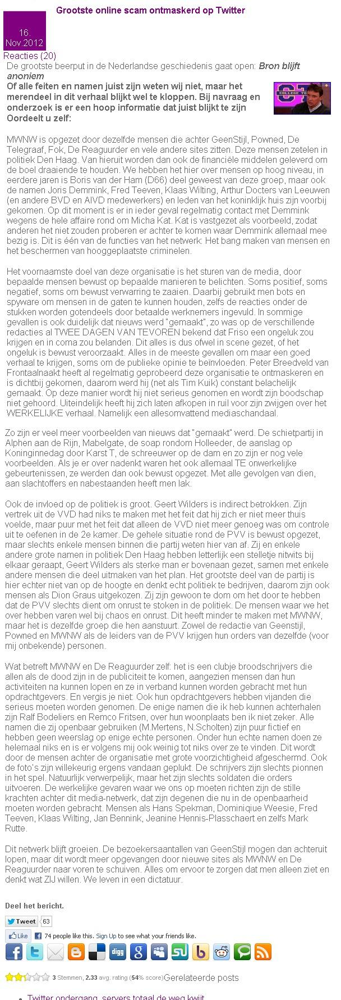 Grootste online scam ontmaskerd op Twitter
16.
Nov.2012
Reacties (20)
De grootste beerput in de Nederlandse geschiedenis gaat open: Bron blijft
anoniem
Of alle feiten en namen juist zijn weten wij niet, maar het
merendeel in dit verhaal blijkt wel te kloppen. Bij navraag en
onderzoek is er een hoop informatie dat juist blijkt te zijn
Oordeelt u zelf:
COLLEGE TO
MWNW is opgezet door dezelfde mensen die achter GeenStijl, Powned, De
Telegraaf, Fok, De Reaguurder en vele andere sites zitten. Deze mensen zetelen in
politiek Den Haag. Van hieruit worden dan ook de financiële middelen geleverd om
de boel draaiende te houden. We hebben het hier over mensen op hoog niveau, in
eerdere jaren is Boris van der Ham (D66) deel geweest van deze groep, maar ook
de namen Joris Demmink, Fred Teeven, Klaas Wilting, Arthur Docters van Leeuwen
(en andere BVD en AIVD medewerkers) en leden van het koninklijk huis zijn voorbij
gekomen. Op dit moment is er in ieder geval regelmatig contact met Demmink
wegens de hele affaire rond om Micha Kat. Kat is vastgezet als voorbeeld, zodat
anderen het niet zouden proberen er achter te komen waar Demmink allemaal mee
bezig is. Dit is één van de functies van het netwerk: Het bang maken van mensen en
het beschermen van hooggeplaatste criminelen.
Het voornaamste doel van deze organisatie is het sturen van de media, door
bepaalde mensen bewust op bepaalde manieren te belichten. Soms positief, soms
negatief, soms om bewust verwarring te zaaien. Daarbij gebruikt men bots en
spyware om mensen in de gaten te kunnen houden, zelfs de reacties onder de
stukken worden gotendeels door betaalde werknemers ingevuld. In sommige
gevallen is ook duidelijk dat nieuws werd "gemaakt", zo was op de verschillende
redacties al TWEE DAGEN VAN TEVOREN bekend dat Friso een ongeluk zou
krijgen en in coma zou belanden. Dit alles is dus ofwel in scene gezet, of het
ongeluk is bewust veroorzaakt. Alles in de meeste gevallen om maar een goed
verhaal te krijgen, soms om de publieke opinie te beïnvloeden. Peter Breedveld van
Frontaalnaakt heeft al regelmatig geprobeerd deze organisatie te ontmaskeren en
is dichtbij gekomen, daarom werd hij (net als Tim Kuik) constant belachelijk
gemaakt. Op deze manier wordt hij niet serieus genomen en wordt zijn boodschap
niet gehoord. Uiteindelijk heeft hij zich laten afkopen in ruil voor zijn zwijgen over het
WERKELIJKE verhaal. Namelijk een allesomvattend mediaschandaal.
Zo zijn er veel meer voorbeelden van nieuws dat "gemaakt" werd. De schietpartij in
Alphen aan de Rijn, Mabelgate, de soap rondom Holleeder, de aanslag op
Koninginnedag door Karst T, de schreeuwer op de dam en zo zijn er nog vele
voorbeelden. Als je er over nadenkt waren het ook allemaal TE onwerkelijke
gebeurtenissen, ze werden dan ook bewust opgezet. Met alle gevolgen van dien,
aan slachtoffers en nabestaanden heeft men lak.
Ook de invloed op de politiek is groot. Geert Wilders is indirect betrokken. Zijn
vertrek uit de VVD had niks te maken met het feit dat hij zich er niet meer thuis
voelde, maar puur met het feit dat alleen de VVD niet meer genoeg was om controle
uit te oefenen in de 2e kamer. De gehele situatie rond de PVV is bewust opgezet,
maar slechts enkele mensen binnen die partij weten hier van af. Zij en enkele
andere grote namen in politiek Den Haag hebben letterlijk een stelletje nitwits bij
elkaar geraapt, Geert Wilders als sterke man er bovenaan gezet, samen met enkele
andere mensen die deel uitmaken van het plan. Het grootste deel van de partij is
hier echter niet van op de hoogte en denkt echt politiek te bedrijven, daarom zijn ook
mensen als Dion Graus uitgekozen. Zij zijn gewoon te dom om het door te hebben
dat de PVV slechts dient om onrust te stoken in de politiek. De mensen waar we het
over hebben varen wel bij chaos en onrust. Dit heeft minder te maken met MWNW,
maar het is dezelfde groep die hen aanstuurt. Zowel de redactie van Geenstijl,
Powned en MWNW als de leiders van de PVV krijgen hun orders van dezelfde (voor
mij onbekende) personen.
Wat betreft MWNW en De Reaguurder zelf: het is een clubje broodschrijvers die
allen als de dood zijn in de publiciteit te komen, aangezien mensen dan hun
activiteiten na kunnen lopen en ze in verband kunnen worden gebracht met hun
opdrachtgevers. En vergis je niet: Ook hun opdrachtgevers hebben vijanden die
serieus moeten worden genomen. De enige namen die ik heb kunnen achterhalen
zijn Ralf Bodeliers en Remco Fritsen, over hun woonplaats ben ik niet zeker. Alle
namen die zij openbaar gebruiken (M.Mertens, N.Scholten) zijn puur fictief en
hebben geen weerslag op enige echte personen. Onder hun echte namen doen ze
helemaal niks en is er volgens mij ook weinig tot niks over ze te vinden. Dit wordt
door de mensen achter de organisatie met grote voorzichtigheid afgeschermd. Ook
de foto's zijn willekeurig ergens vandaan geplukt. De schrijvers zijn slechts pionnen
in het spel. Natuurlijk verwerpelijk, maar het zijn slechts soldaten die orders
uitvoeren. De werkelijke gevaren waar we ons op moeten richten zijn de stille
krachten achter dit media-netwerk, dat zijn degenen die nu in de openbaarheid
moeten worden gebracht. Mensen als Hans Spekman, Dominiqiue Weesie, Fred
Teeven, Klaas Wilting, Jan Bennink, Jeanine Hennis-Plasschaert en zelfs Mark
Rutte.
Dit netwerk blijft groeien. De bezoekersaantallen van GeenStijl mogen dan achteruit
lopen, maar dit wordt meer opgevangen door nieuwe sites als MWNW en De
Reaguurder naar voren te schuiven. Alles om ervoor te zorgen dat men alleen ziet en
denkt wat ZIJ willen. We leven in een dictatuur.
Deel het bericht.
Tweet 63
Like 74 people like this. Sign Up to see what your friends like.
digg
3 Stemmen, 2.33 avg. rating (54% score)Gerelateerde posts
Twitter ondergang, servers totaal de weg kwijt